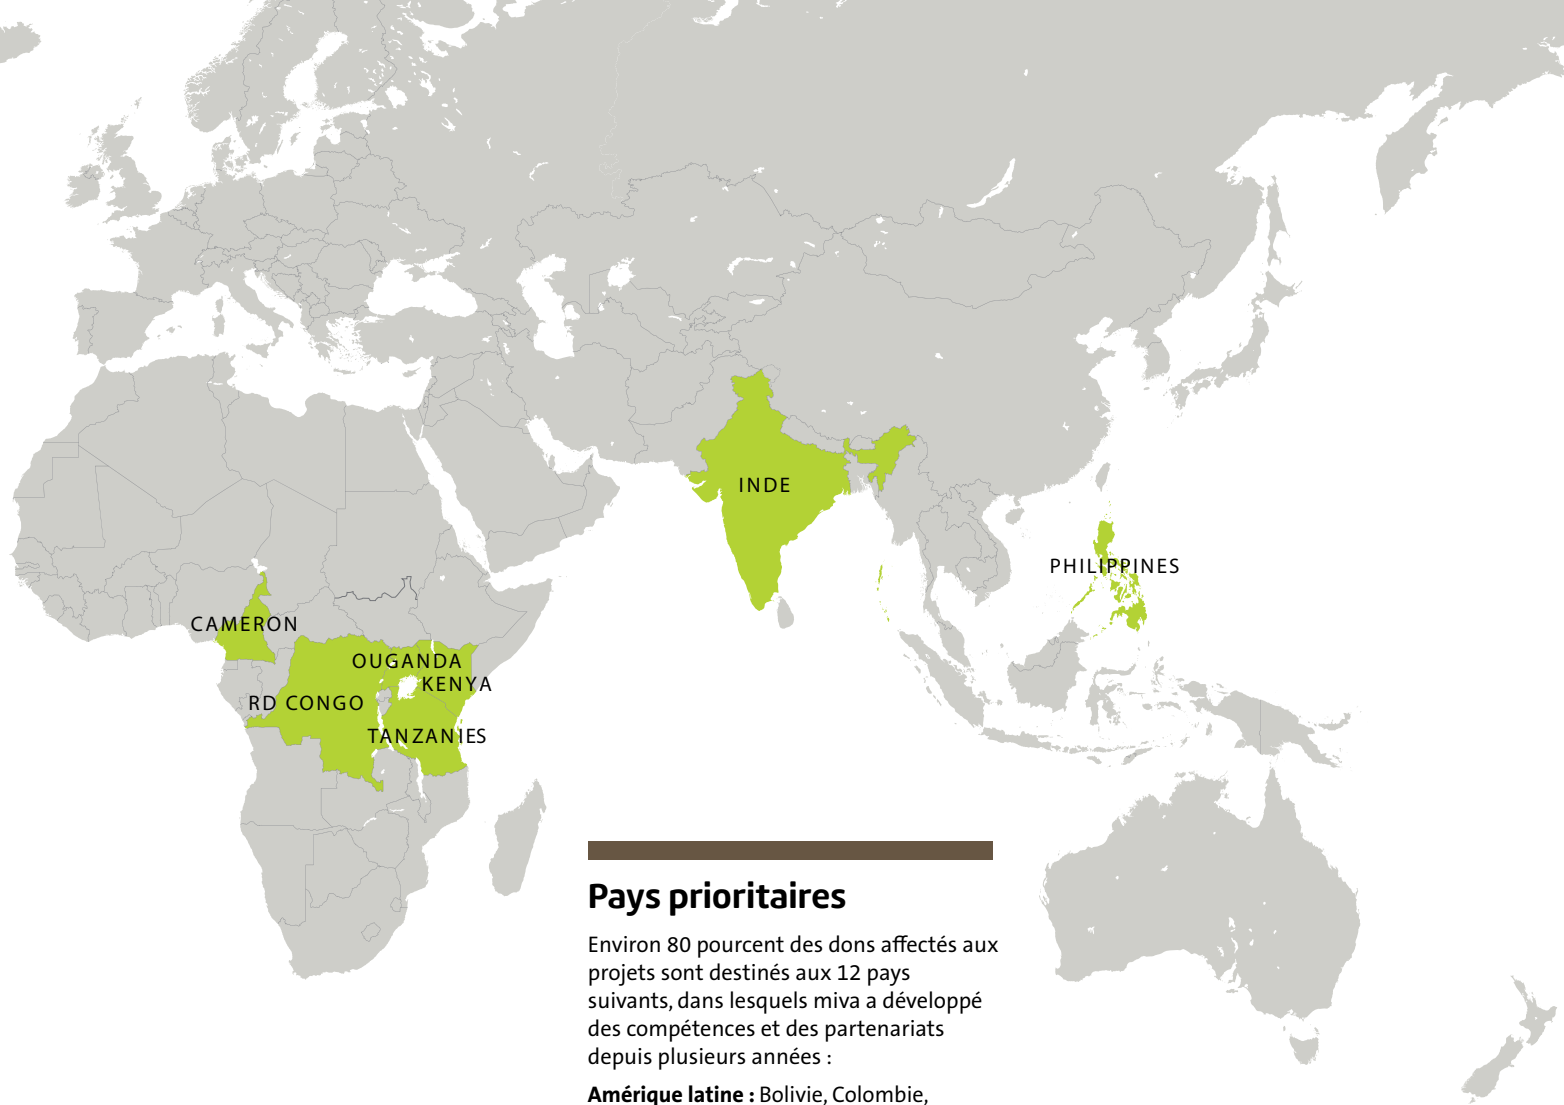 INDE
PHILIPPINES
CAMERON
OUGANDA
KENYA
RD CONGO
TANZANIES
Pays prioritaires
Environ 80 pourcent des dons affectés aux
projets sont destinés aux 12 pays
suivants, dans lesquels miva a développé
des compétences et des partenariats
depuis plusieurs années :
Amérique latine : Bolivie, Colombie,